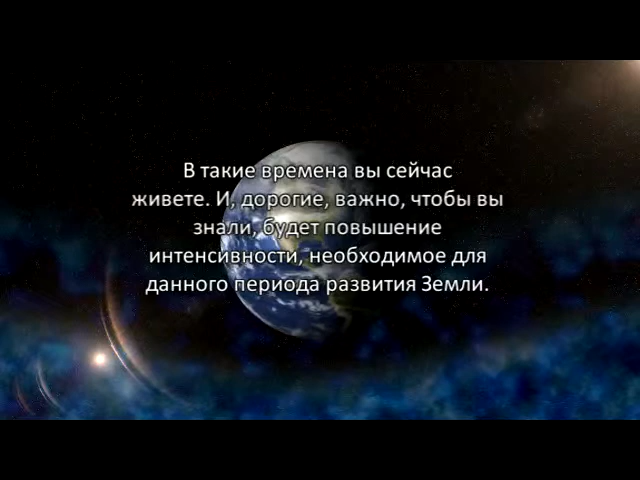 В такие времена вы сейчас
живете. И, дорогие, важно, чтобы вы
знали, будет повышение
интенсивности, необходимое для
данного периода развития Земли.